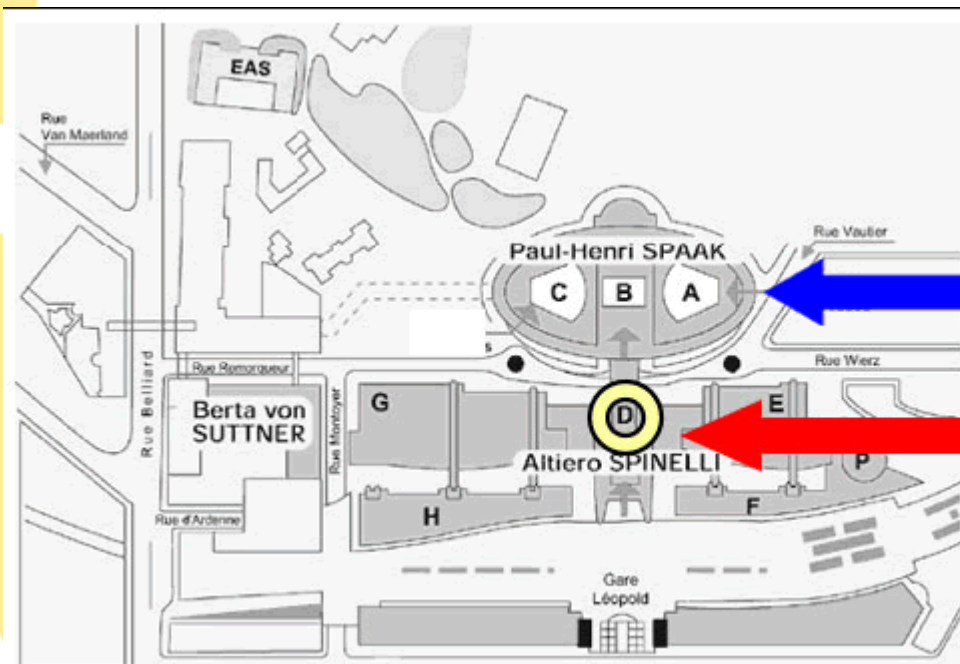 EAS
Rue
Van Maerland
Rue Vautier
Paul-Henri SPAAK
C
B
A
s
Rue Wierz
Rue Belliard
Rue Remorqueur
Berta von
SUTTNER
Rue Montoyer
G
D
E
Altiero SPINELLI
P
H
F
Rue d'Ardenne
Gare
Léopold